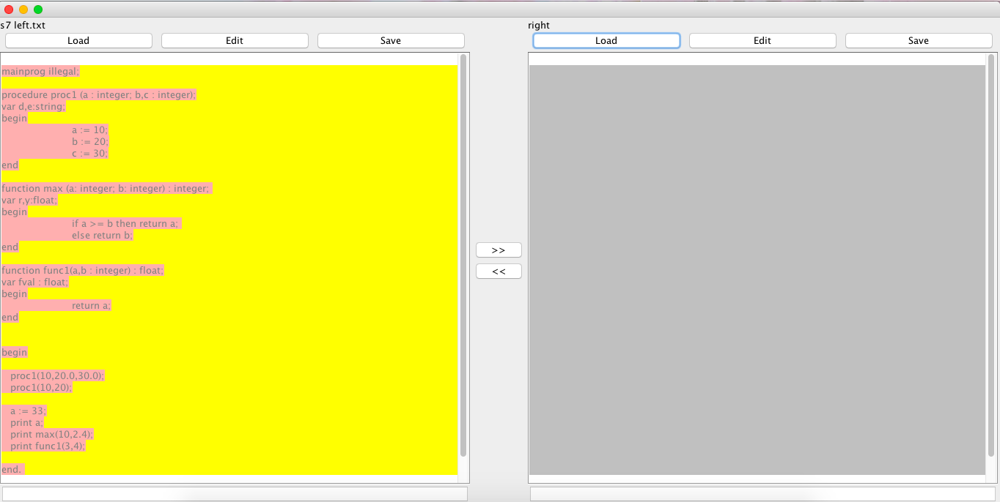 s7 left.txt
right
Load
Edit
Save
Load
Edit
Save
mainprog illegal;
procedure proc1 (a : integer; b,c : integer);
var d,e:string;
begin
a := 10;
b := 20;
c := 30;
end
function max (a: integer; b: integer) : integer;
var r,y:float;
begin
if a >= b then return a;
else return b;
end
function func1(a,b : integer) : float;
var fval : float;
begin
return a;
end
begin
proc1(10,20.0,30.0);
proc1(10,20);
a := 33;
print a;
print max(10,2.4);
print func1(3,4);
end.
>>
<<